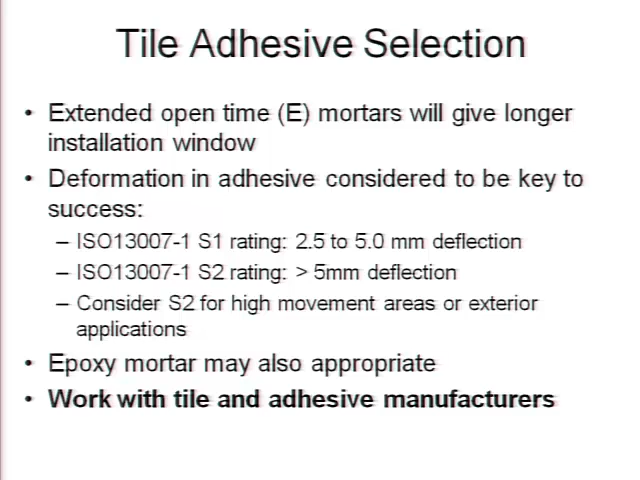 Tile Adhesive Selection
• Extended open time (E) mortars will give longer
installation window
• Deformation in adhesive considered to be key to
success:
– ISO13007-1 S1 rating: 2.5 to 5.0 mm deflection
– ISO13007-1 S2 rating: > 5mm deflection
– Consider S2 for high movement areas or exterior
applications
• Epoxy mortar may also appropriate
• Work with tile and adhesive manufacturers